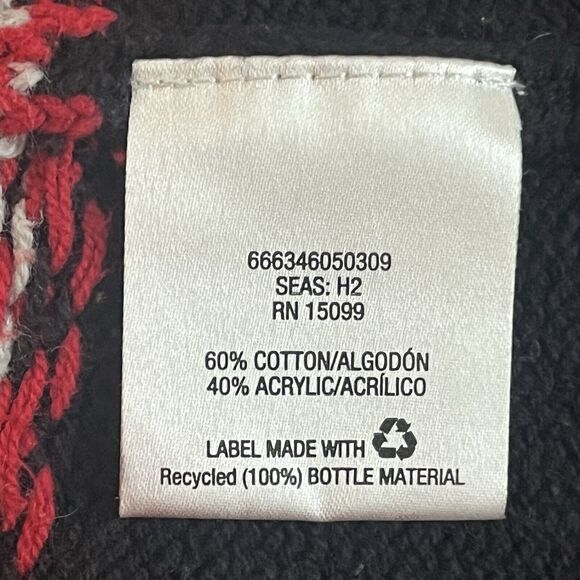 666346050309
SEAS: H2
RN 15099
60% COTTON/ALGODÓN
40% ACRYLIC/ACRÍLICO
LABEL MADE WITH
Recycled (100%) BOTTLE MATERIAL